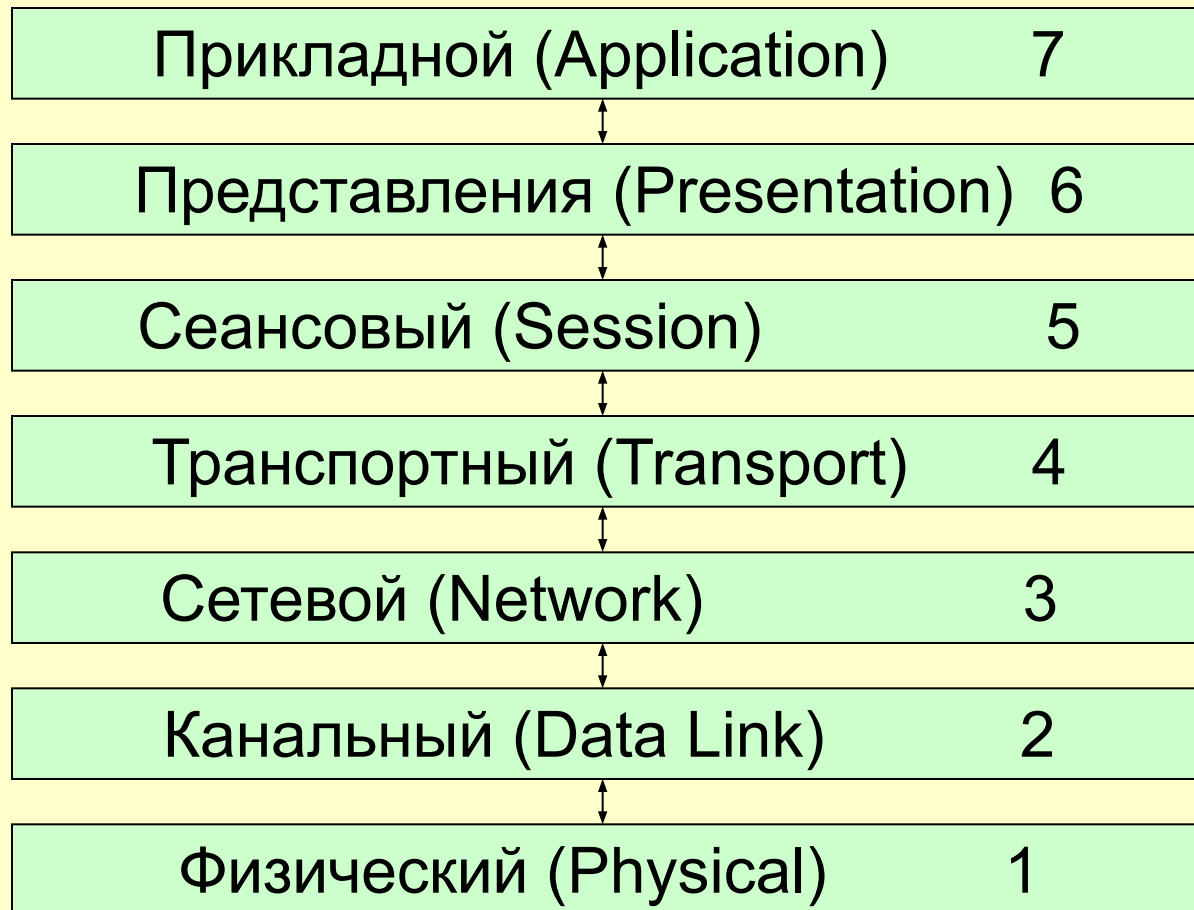 Прикладной (Application) 7
Представления (Presentation) 6
Сеансовый (Session) 5
Транспортный (Transport) 4
Сетевой (Network) 3
Канальный (Data Link) 2
Физический (Physical) 1